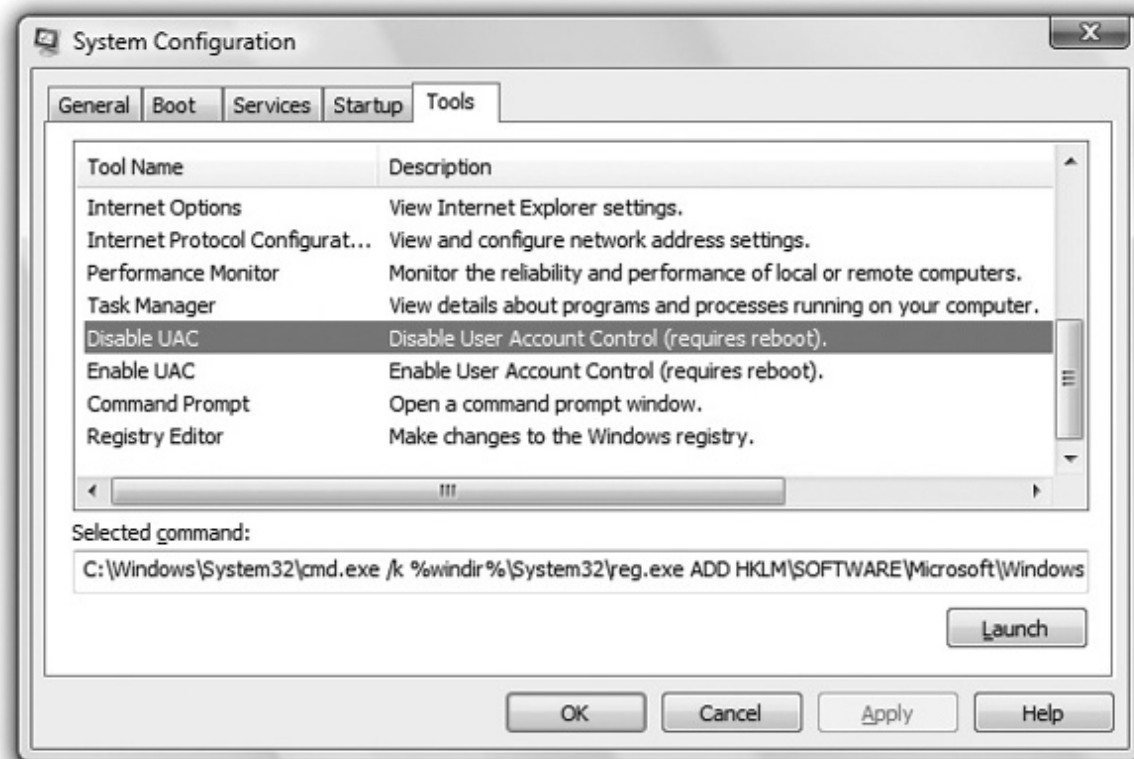 System Configuration
General Boot Services Startup Tools
Tool Name Description
Internet Options View Internet Explorer settings.
Internet Protocol Configurat... View and configure network address settings.
Performance Monitor Monitor the reliability and performance of local or remote computers.
Task Manager View details about programs and processes running on your computer.
Disable UAC Disable User Account Control (requires reboot).
Enable UAC Enable User Account Control (requires reboot).
Command Prompt Open a command prompt window.
Registry Editor Make changes to the Windows registry.
Selected command:
C:\Windows\System32\cmd.exe /k %windir%\System32\reg.exe ADD HKLM\SOFTWARE\Microsoft\Windows
Launch
OK Cancel Apply Help